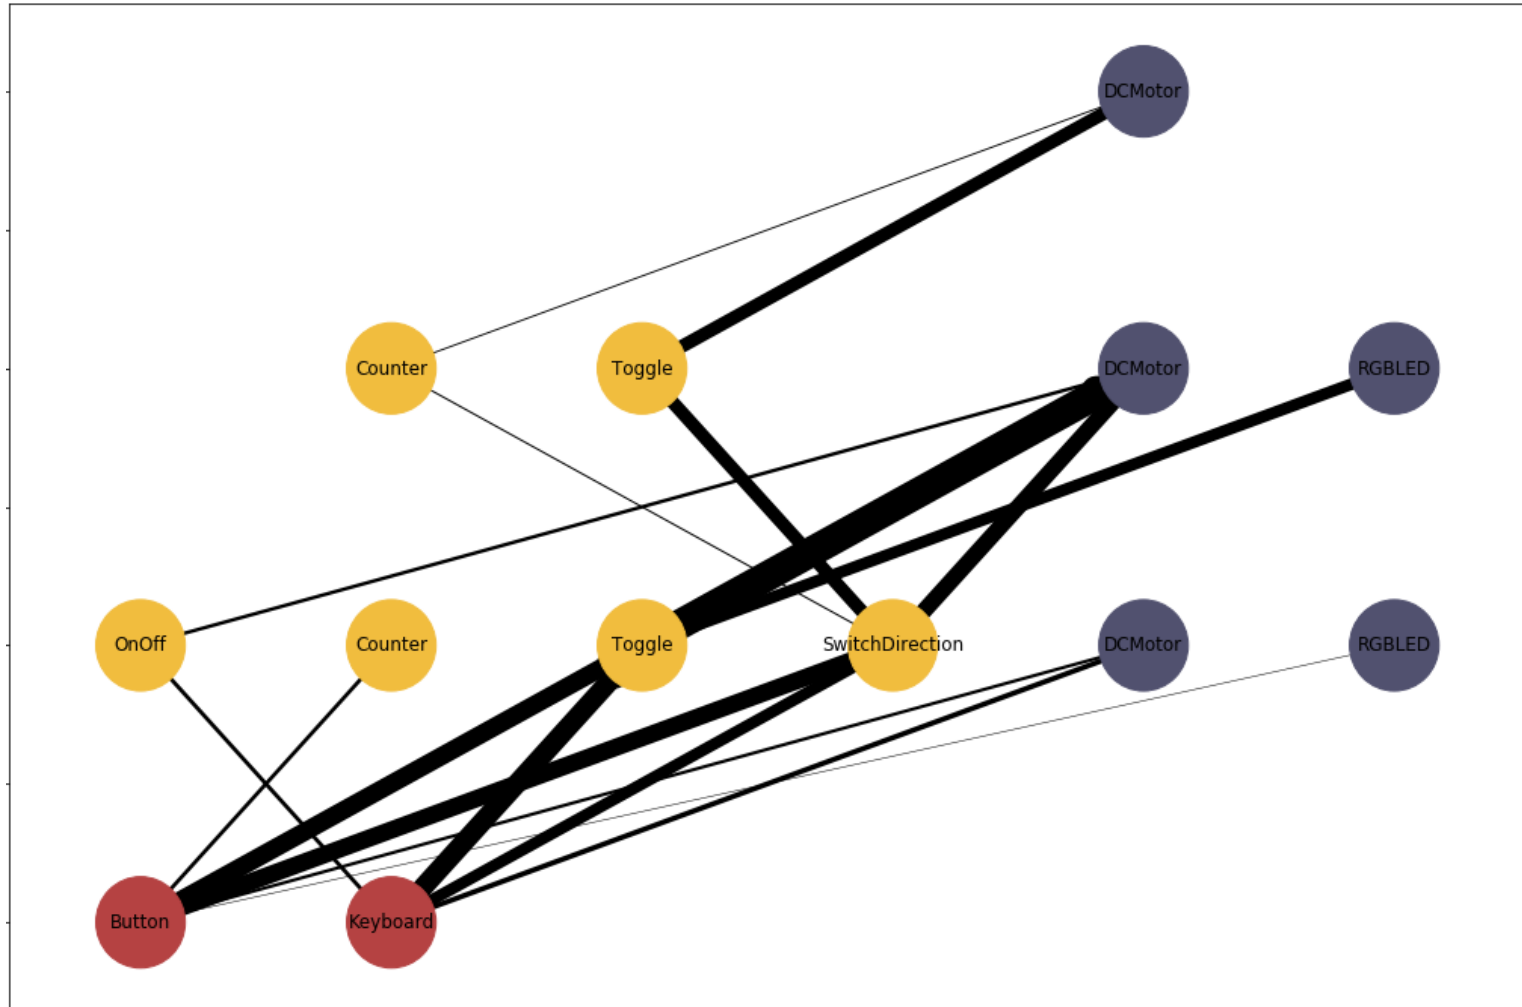 DCMotor
Counter
Toggle
DCMotor
RGBLED
OnOff
Counter
Toggle
SwitchDirection
DCMotor
RGBLED
Button
Keyboard